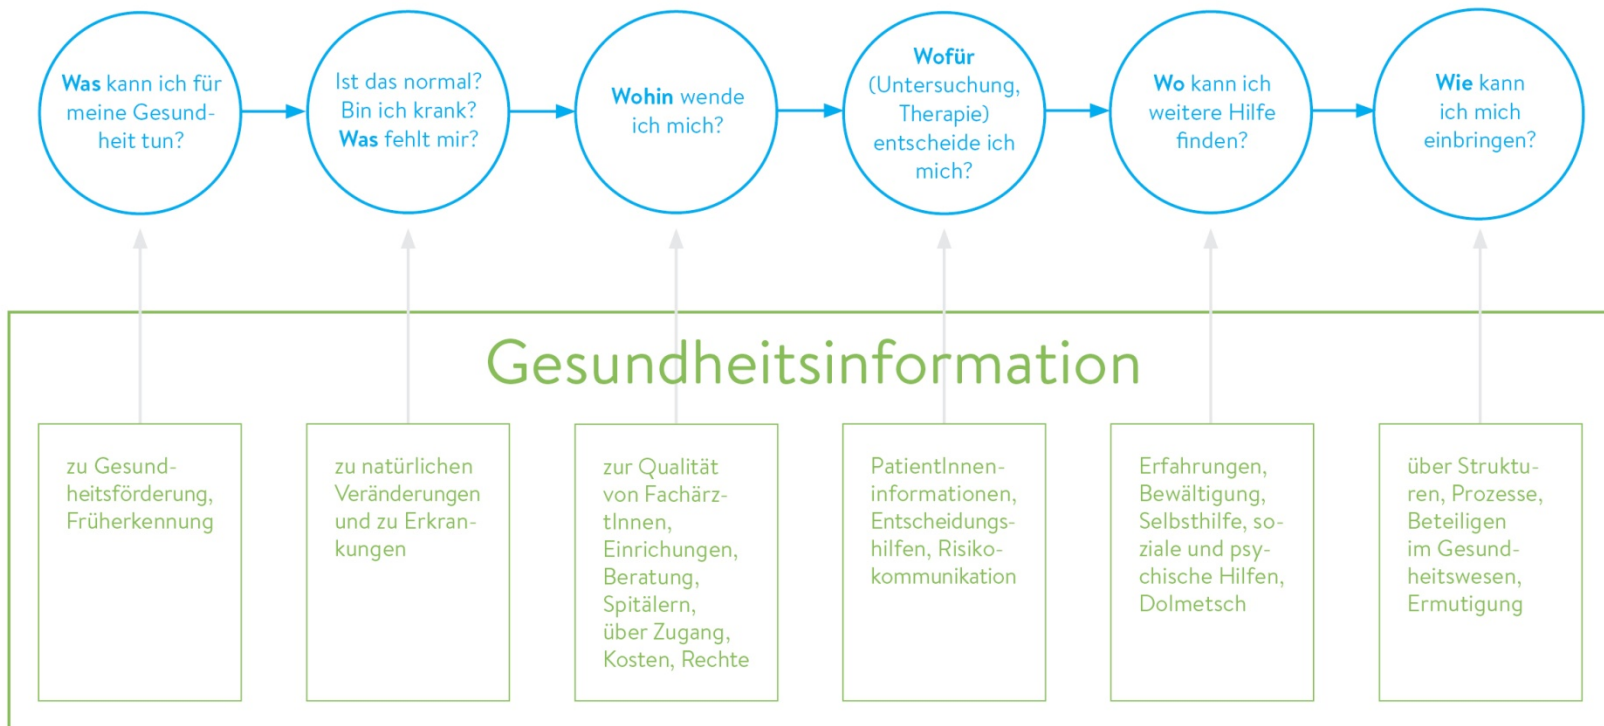 Was kann ich für
meine Gesund-
heit tun?
Ist das normal?
Bin ich krank?
Was fehlt mir?
Wohin wende
ich mich?
Wofür
(Untersuchung,
Therapie)
entscheide ich
mich?
Wo kann ich
weitere Hilfe
finden?
Wie kann
ich mich
einbringen?
Gesundheitsinformation
zu Gesund-
heitsförderung,
Früherkennung
zu natürlichen
Veränderungen
und zu Erkran-
kungen
zur Qualität
von Fachärz-
tInnen,
Einrichungen,
Beratung,
Spitälern,
über Zugang,
Kosten, Rechte
PatientInnen-
informationen,
Entscheidungs-
hilfen, Risiko-
kommunikation
Erfahrungen,
Bewältigung,
Selbsthilfe, so-
ziale und psy-
chische Hilfen,
Dolmetsch
über Struktu-
ren, Prozesse,
Beteiligen
im Gesund-
heitswesen,
Ermutigung